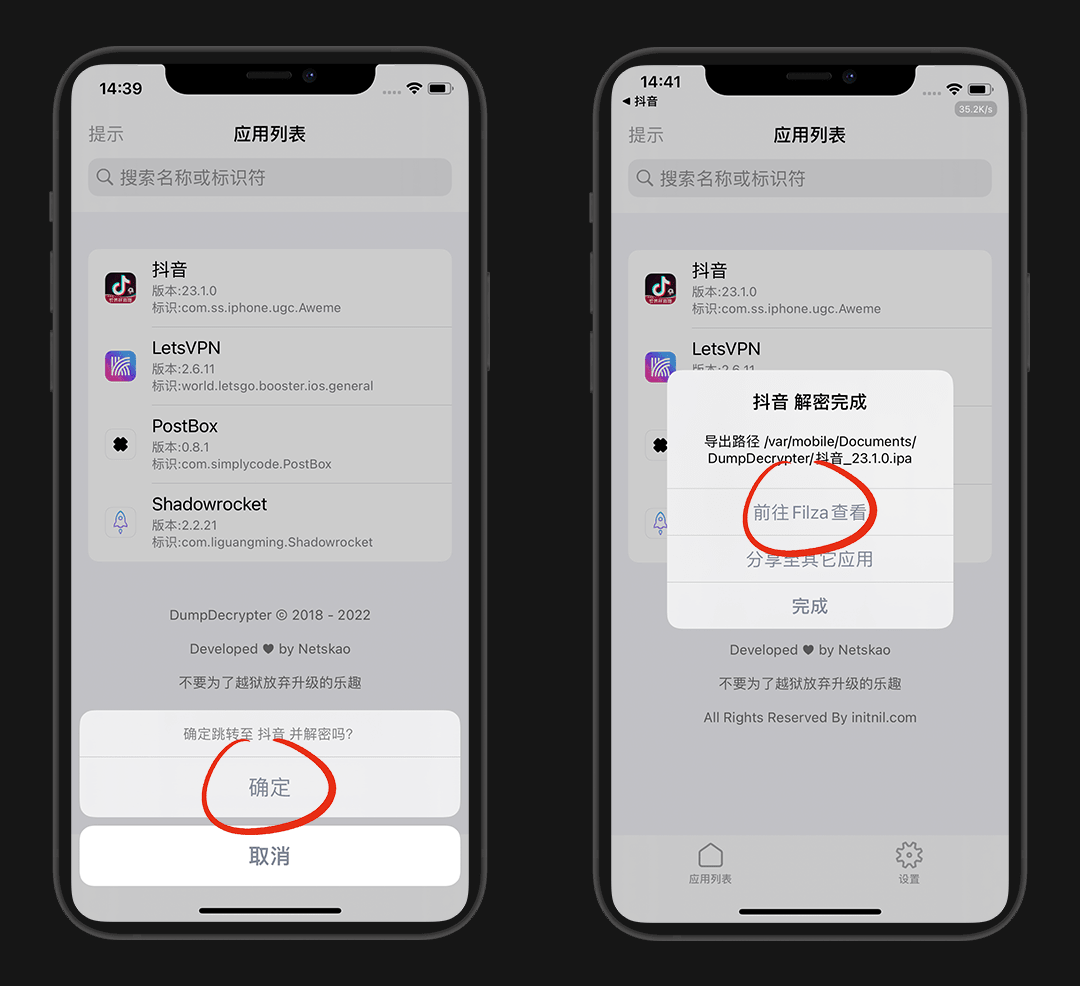 14:39
提示
应用列表
搜索名称或标识符
抖音
版本:23.1.0
标识:com.ss.iphone.ugc.Aweme
LetsVPN
版本:2.6.11
标识:world.letsgo.booster.ios.general
PostBox
版本:0.8.1
标识:com.simplycode.PostBox
Shadowrocket
版本:2.2.21
标识:com.liguangming.Shadowrocket
DumpDecrypter © 2018 - 2022
Developed ♥ by Netskao
不要为了越狱放弃升级的乐趣
确定跳转至 抖音 并解密吗?
确定
取消
14:41
◀ 抖音
35.2K/s
提示
应用列表
搜索名称或标识符
抖音
版本:23.1.0
标识:com.ss.iphone.ugc.Aweme
LetsVPN
版本:2.6.11
抖音 解密完成
导出路径 /var/mobile/Documents/
DumpDecrypter/抖音_23.1.0.ipa
前往Filza查看
分享至其它应用
完成
Developed ♥ by Netskao
不要为了越狱放弃升级的乐趣
All Rights Reserved By initnil.com
应用列表
设置